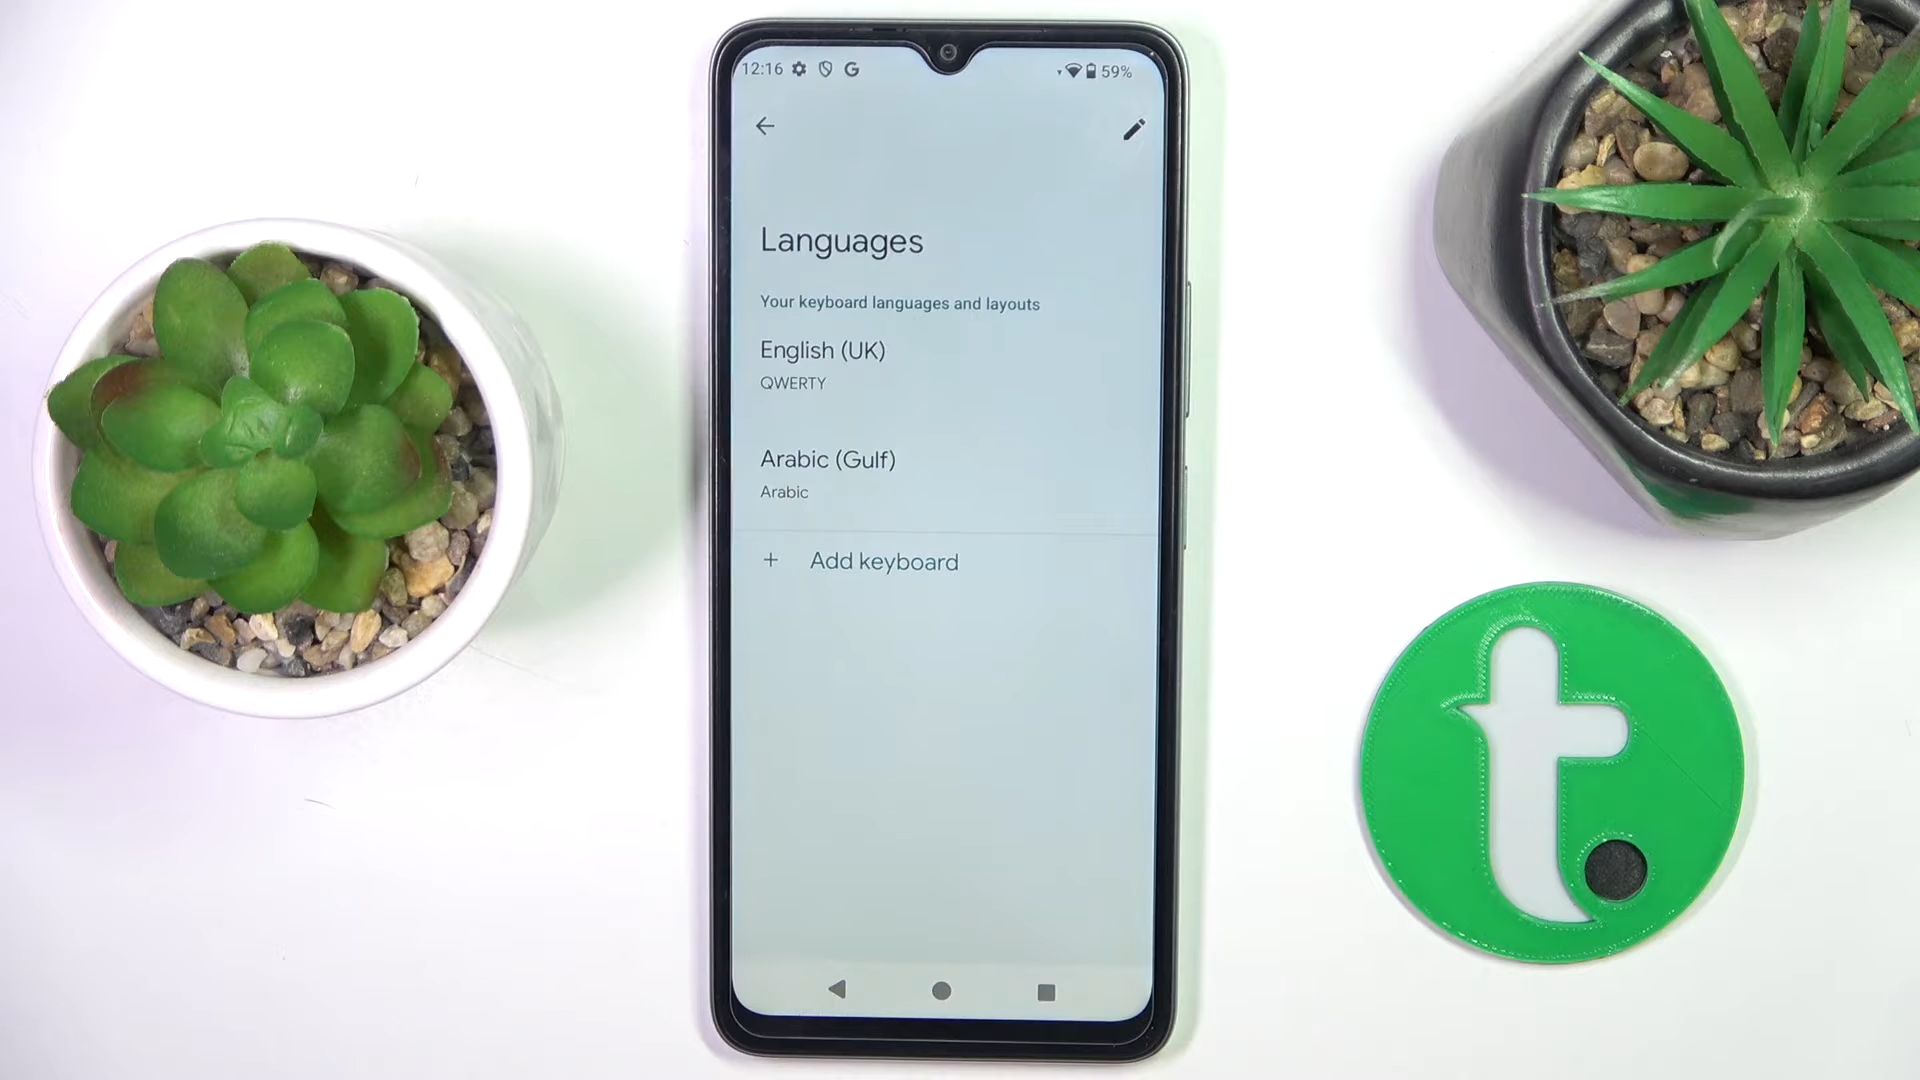 12:16 G 59%
Languages
Your keyboard languages and layouts
English (UK)
QWERTY
Arabic (Gulf)
Arabic
+ Add keyboard
t.